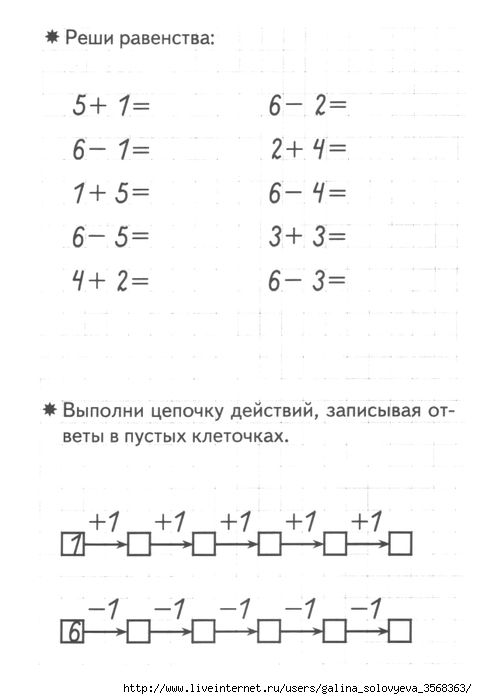 ✷ Реши равенства:
5+ 1=
6− 1=
1+ 5=
6− 5=
4+ 2=
6− 2=
2+ 4=
6− 4=
3+ 3=
6− 3=
✷ Выполни цепочку действий, записывая от-
веты в пустых клеточках.
+1 +1 +1 +1 +1
1
−1 −1 −1 −1 −1
6
http://www.liveinternet.ru/users/galina_solovyeva_3568363/